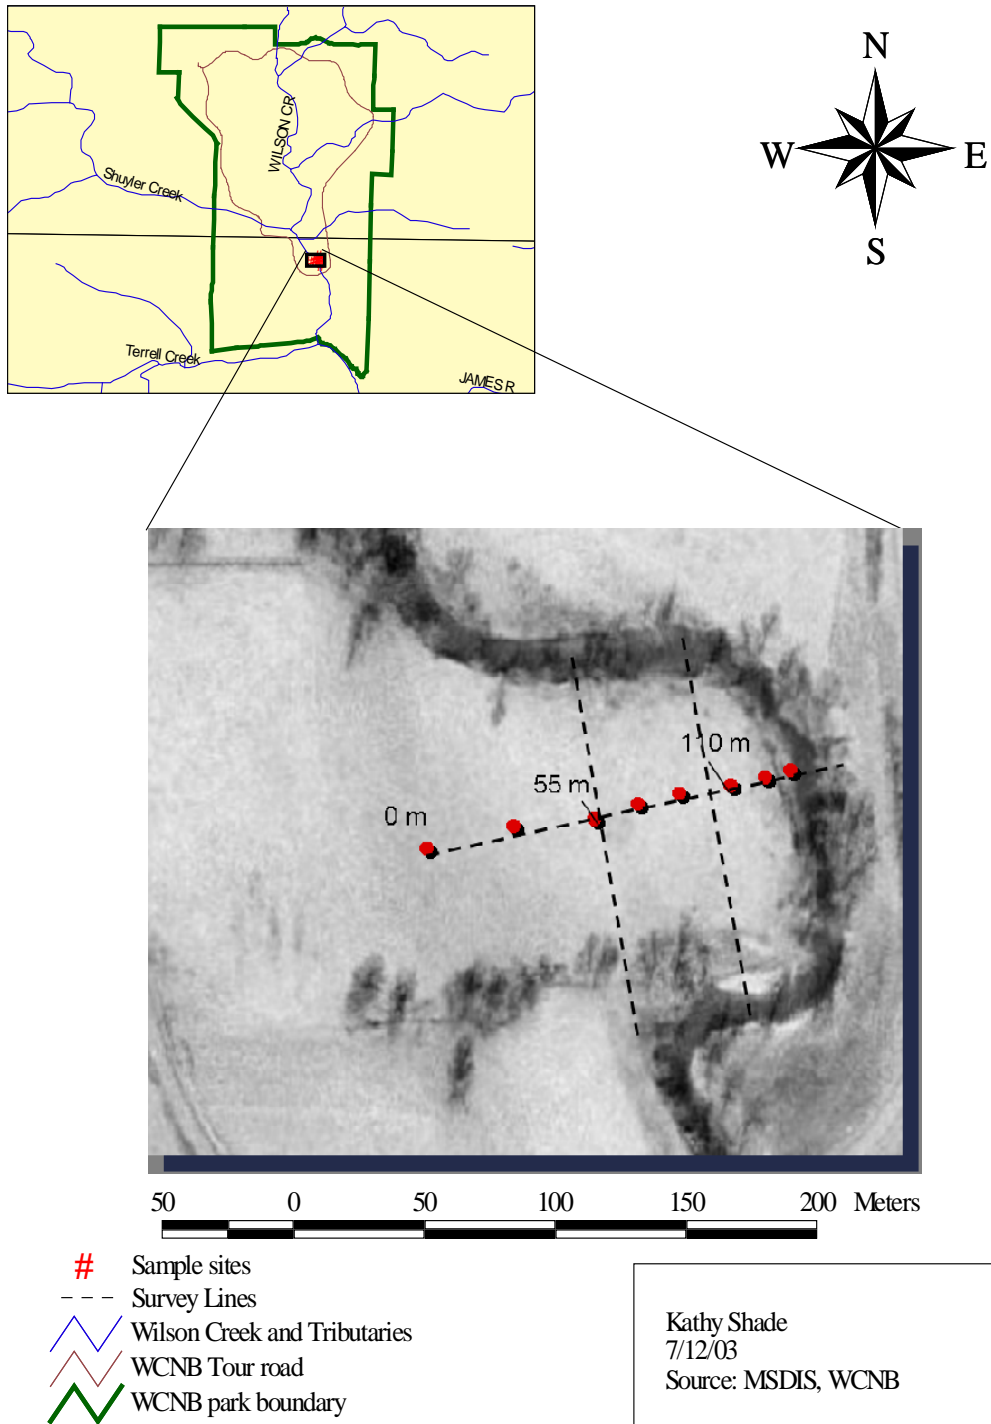 N
W E
S
WILSON CR
Shuyler Creek
Terrell Creek
JAMES R
110 m
55 m
0 m
50 0 50 100 150 200 Meters
# Sample sites
Survey Lines
Wilson Creek and Tributaries
WCNB Tour road
WCNB park boundary
Kathy Shade
7/12/03
Source: MSDIS, WCNB